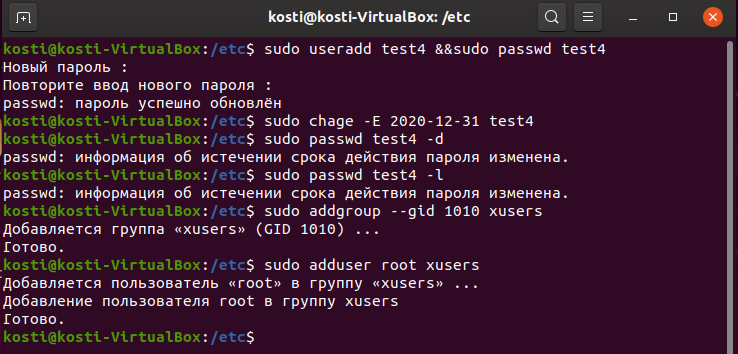 kosti@kosti-VirtualBox: /etc
kosti@kosti-VirtualBox:/etc$ sudo useradd test4 &&sudo passwd test4
Новый пароль :
Повторите ввод нового пароля :
passwd: пароль успешно обновлён
kosti@kosti-VirtualBox:/etc$ sudo chage -E 2020-12-31 test4
kosti@kosti-VirtualBox:/etc$ sudo passwd test4 -d
passwd: информация об истечении срока действия пароля изменена.
kosti@kosti-VirtualBox:/etc$ sudo passwd test4 -l
passwd: информация об истечении срока действия пароля изменена.
kosti@kosti-VirtualBox:/etc$ sudo addgroup --gid 1010 xusers
Добавляется группа «xusers» (GID 1010) ...
Готово.
kosti@kosti-VirtualBox:/etc$ sudo adduser root xusers
Добавляется пользователь «root» в группу «xusers» ...
Добавление пользователя root в группу xusers
Готово.
kosti@kosti-VirtualBox:/etc$